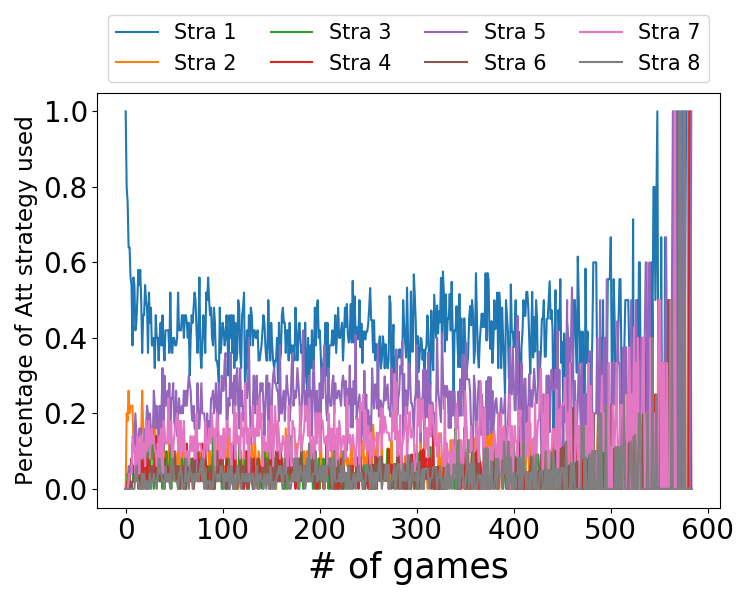 Stra 1 Stra 3 Stra 5 Stra 7
Stra 2 Stra 4 Stra 6 Stra 8
Percentage of Att strategy used
1.0
0.8
0.6
0.4
0.2
0.0
0 100 200 300 400 500 600
# of games